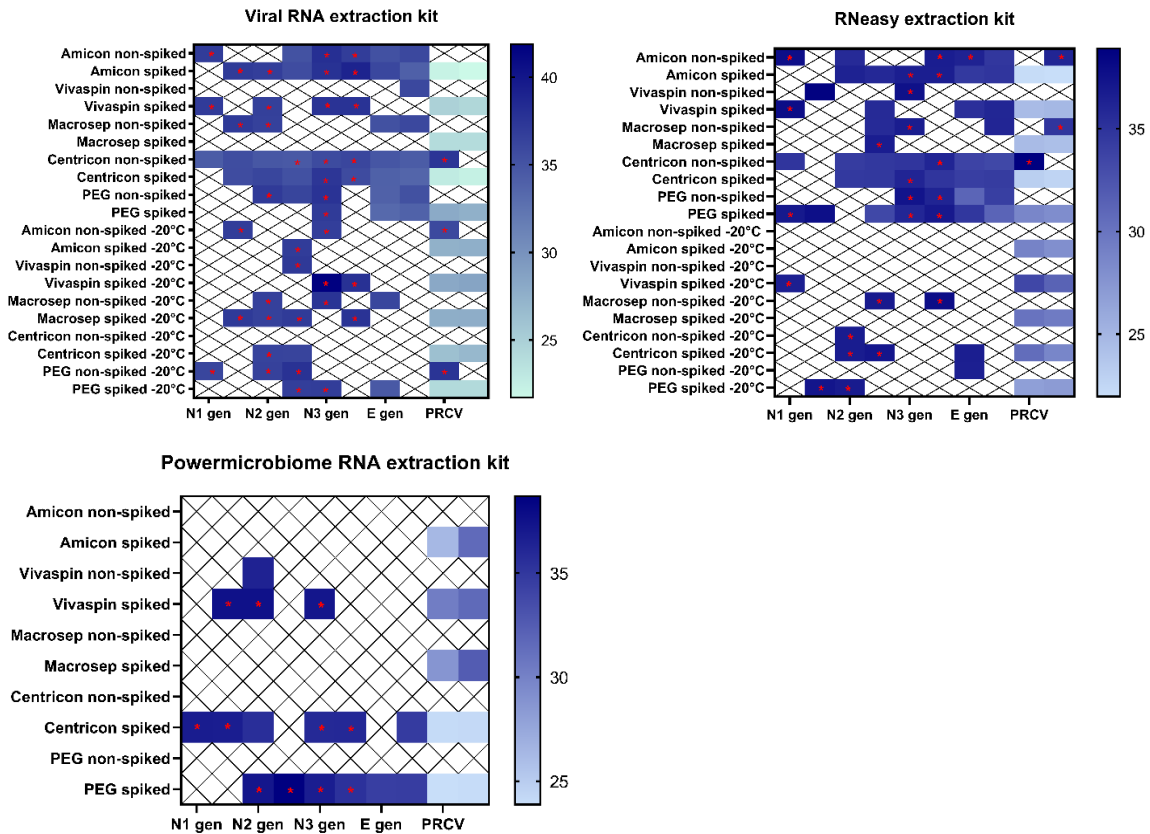 Viral RNA extraction kit
Amicon non-spiked
Amicon spiked
Vivaspin non-spiked
Vivaspin spiked
Macrosep non-spiked
Macrosep spiked
Centricon non-spiked
Centricon spiked
PEG non-spiked
PEG spiked
Amicon non-spiked -20°C
Amicon spiked -20°C
Vivaspin non-spiked -20°C
Vivaspin spiked -20°C
Macrosep non-spiked -20°C
Macrosep spiked -20°C
Centricon non-spiked -20°C
Centricon spiked -20°C
PEG non-spiked -20°C
PEG spiked -20°C
N1 gen N2 gen N3 gen E gen PRCV
40
35
30
25
RNeasy extraction kit
Amicon non-spiked
Amicon spiked
Vivaspin non-spiked
Vivaspin spiked
Macrosep non-spiked
Macrosep spiked
Centricon non-spiked
Centricon spiked
PEG non-spiked
PEG spiked
Amicon non-spiked -20°C
Amicon spiked -20°C
Vivaspin non-spiked -20°C
Vivaspin spiked -20°C
Macrosep non-spiked -20°C
Macrosep spiked -20°C
Centricon non-spiked -20°C
Centricon spiked -20°C
PEG non-spiked -20°C
PEG spiked -20°C
N1 gen N2 gen N3 gen E gen PRCV
35
30
25
Powermicrobiome RNA extraction kit
Amicon non-spiked
Amicon spiked
Vivaspin non-spiked
Vivaspin spiked
Macrosep non-spiked
Macrosep spiked
Centricon non-spiked
Centricon spiked
PEG non-spiked
PEG spiked
N1 gen N2 gen N3 gen E gen PRCV
35
30
25